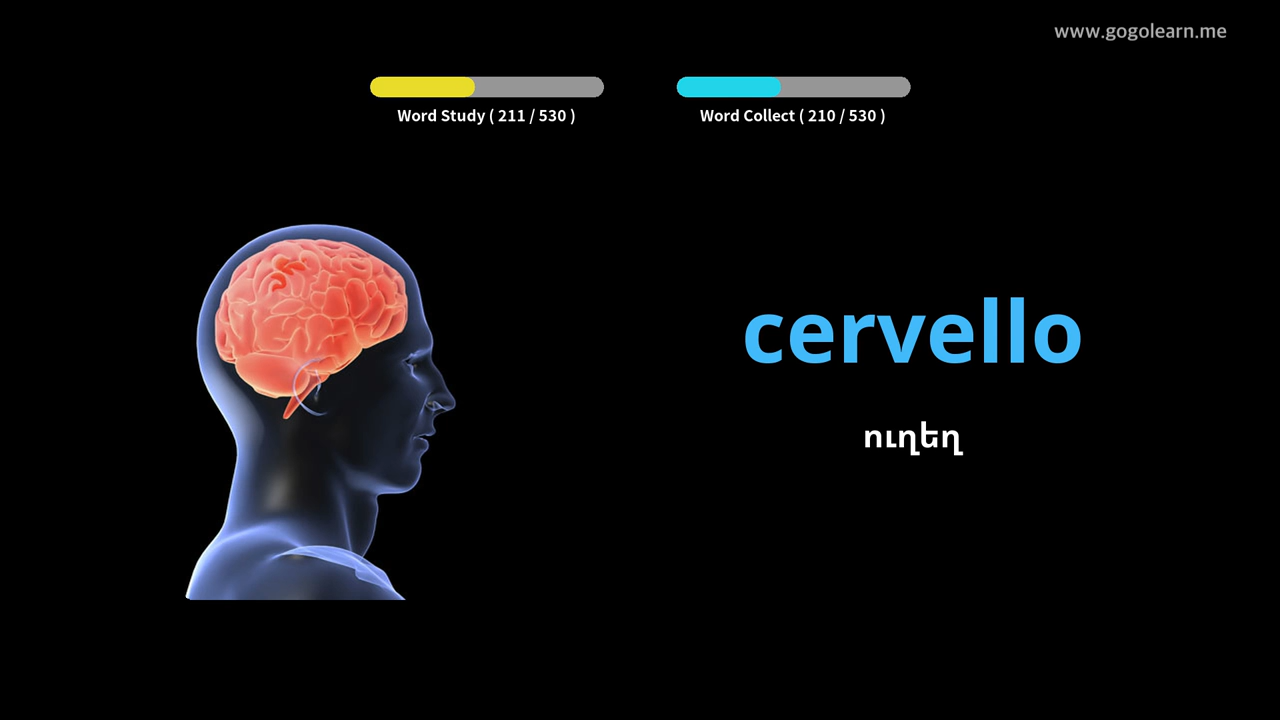 www.gogolearn.me
Word Study ( 211 / 530 )
Word Collect ( 210 / 530 )
cervello
ուղեղ